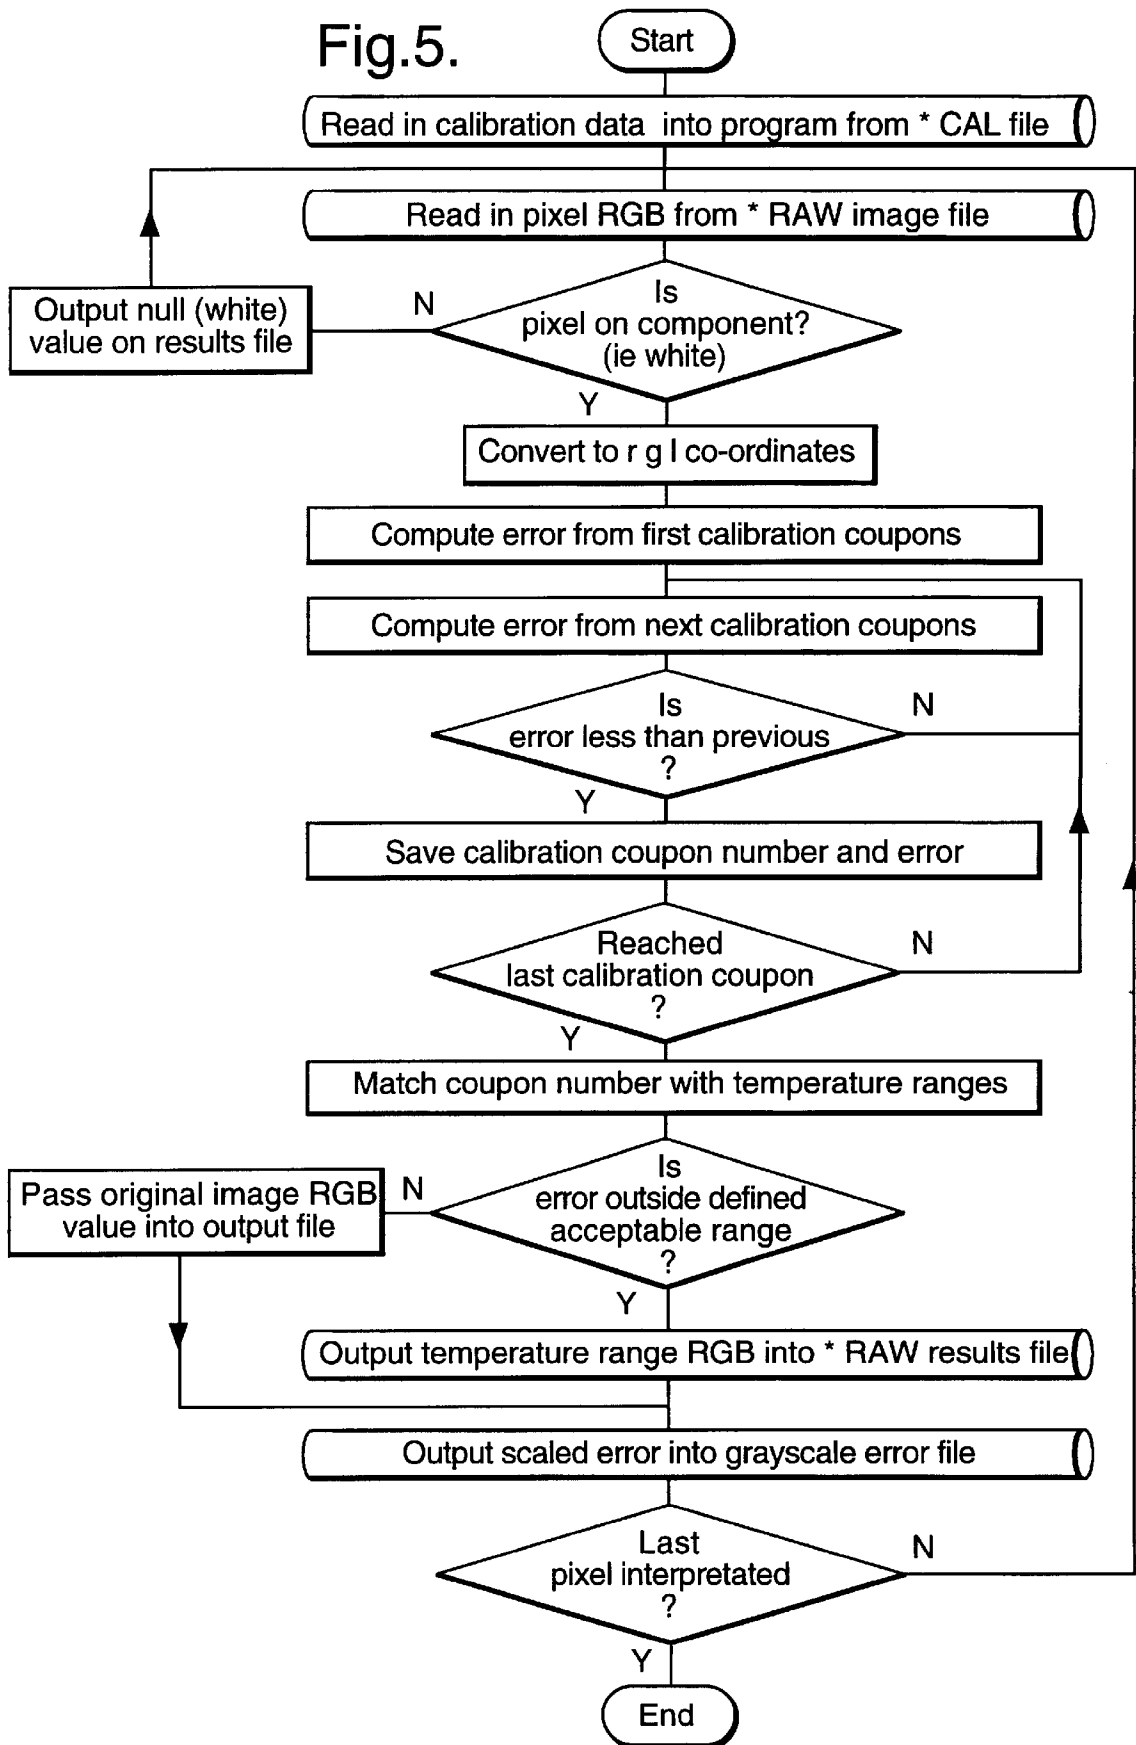 Fig.5.
Start
Read in calibration data into program from * CAL file
Read in pixel RGB from * RAW image file
Output null (white)
value on results file
N
Is
pixel on component?
(ie white)
Y
Convert to r g l co-ordinates
Compute error from first calibration coupons
Compute error from next calibration coupons
Is
error less than previous
?
N
Y
Save calibration coupon number and error
Reached
last calibration coupon
?
N
Y
Match coupon number with temperature ranges
Pass original image RGB
value into output file
N
Is
error outside defined
acceptable range
?
Y
Output temperature range RGB into * RAW results file
Output scaled error into grayscale error file
Last
pixel interpretated
?
N
Y
End